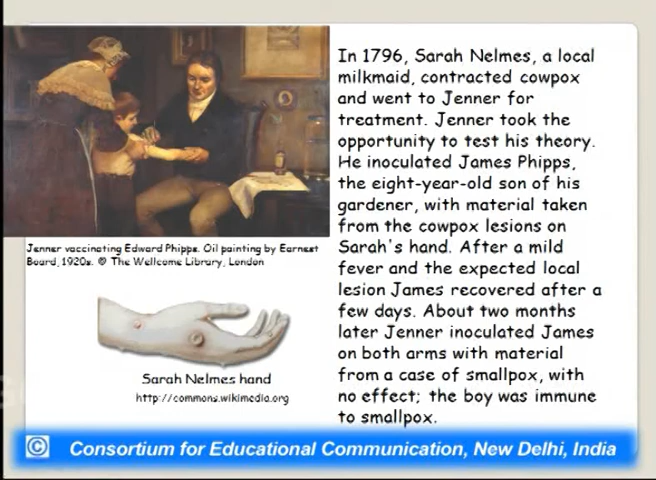 In 1796, Sarah Nelmes, a local
milkmaid, contracted cowpox
and went to Jenner for
treatment. Jenner took the
opportunity to test his theory.
He inoculated James Phipps,
the eight-year-old son of his
gardener, with material taken
from the cowpox lesions on
Sarah's hand. After a mild
fever and the expected local
lesion James recovered after a
few days. About two months
later Jenner inoculated James
on both arms with material
from a case of smallpox, with
no effect; the boy was immune
to smallpox.
Jenner vaccinating Edward Phipps. Oil painting by Earnest
Board, 1920s. © The Wellcome Library, London
Sarah Nelmes hand
http://commons.wikimedia.org
© Consortium for Educational Communication, New Delhi, India